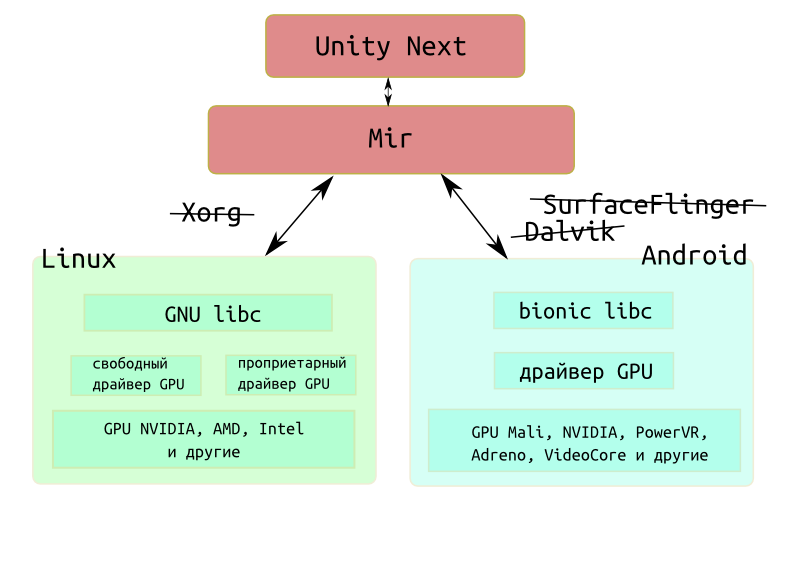 Unity Next
Mir
Xorg
SurfaceFlinger
Dalvik
Linux
GNU libc
свободный
драйвер GPU
проприетарный
драйвер GPU
GPU NVIDIA, AMD, Intel
и другие
Android
bionic libc
драйвер GPU
GPU Mali, NVIDIA, PowerVR,
Adreno, VideoCore и другие